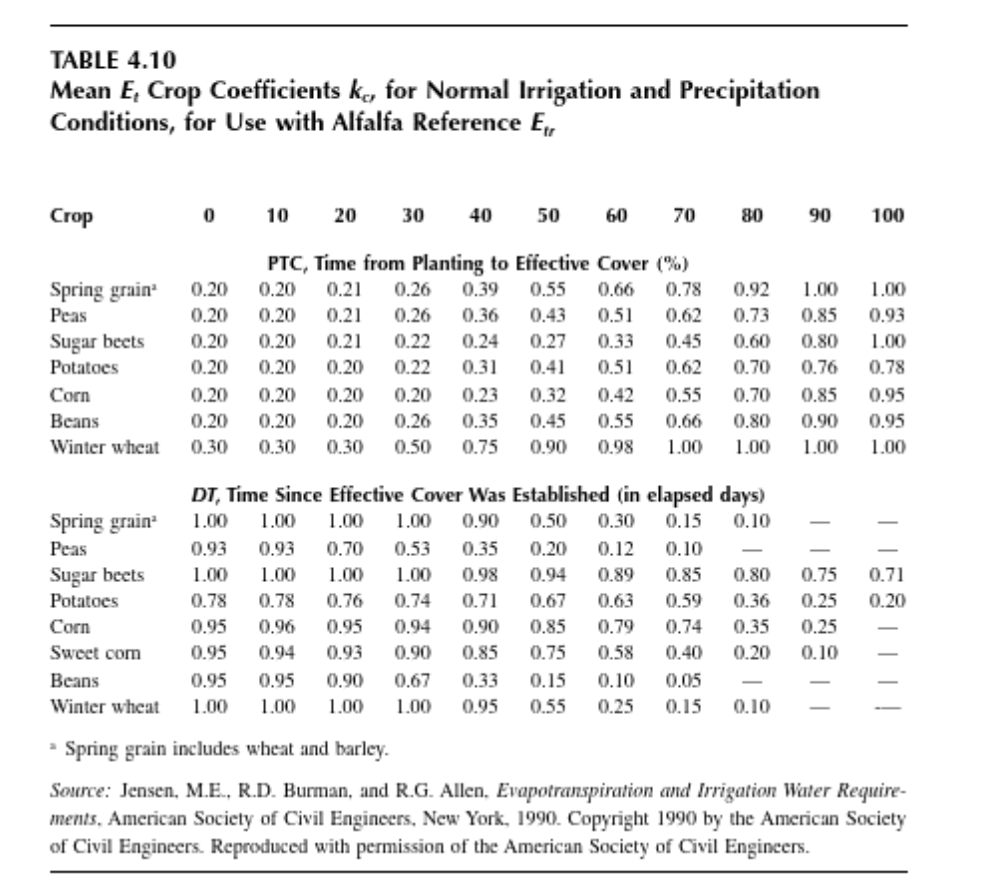 TABLE 4.10
Mean Et Crop Coefficients kc, for Normal Irrigation and Precipitation
Conditions, for Use with Alfalfa Reference Etr
Crop 0 10 20 30 40 50 60 70 80 90 100
PTC, Time from Planting to Effective Cover (%)
Spring grainᵃ 0.20 0.20 0.21 0.26 0.39 0.55 0.66 0.78 0.92 1.00 1.00
Peas 0.20 0.20 0.21 0.26 0.36 0.43 0.51 0.62 0.73 0.85 0.93
Sugar beets 0.20 0.20 0.21 0.22 0.24 0.27 0.33 0.45 0.60 0.80 1.00
Potatoes 0.20 0.20 0.20 0.22 0.31 0.41 0.51 0.62 0.70 0.76 0.78
Corn 0.20 0.20 0.20 0.20 0.23 0.32 0.42 0.55 0.70 0.85 0.95
Beans 0.20 0.20 0.20 0.26 0.35 0.45 0.55 0.66 0.80 0.90 0.95
Winter wheat 0.30 0.30 0.30 0.50 0.75 0.90 0.98 1.00 1.00 1.00 1.00
DT, Time Since Effective Cover Was Established (in elapsed days)
Spring grainᵃ 1.00 1.00 1.00 1.00 0.90 0.50 0.30 0.15 0.10 — —
Peas 0.93 0.93 0.70 0.53 0.35 0.20 0.12 0.10 — — —
Sugar beets 1.00 1.00 1.00 1.00 0.98 0.94 0.89 0.85 0.80 0.75 0.71
Potatoes 0.78 0.78 0.76 0.74 0.71 0.67 0.63 0.59 0.36 0.25 0.20
Corn 0.95 0.96 0.95 0.94 0.90 0.85 0.79 0.74 0.35 0.25 —
Sweet corn 0.95 0.94 0.93 0.90 0.85 0.75 0.58 0.40 0.20 0.10 —
Beans 0.95 0.95 0.90 0.67 0.33 0.15 0.10 0.05 — — —
Winter wheat 1.00 1.00 1.00 1.00 0.95 0.55 0.25 0.15 0.10 — —
ᵃ Spring grain includes wheat and barley.
Source: Jensen, M.E., R.D. Burman, and R.G. Allen, Evapotranspiration and Irrigation Water Require-
ments, American Society of Civil Engineers, New York, 1990. Copyright 1990 by the American Society
of Civil Engineers. Reproduced with permission of the American Society of Civil Engineers.